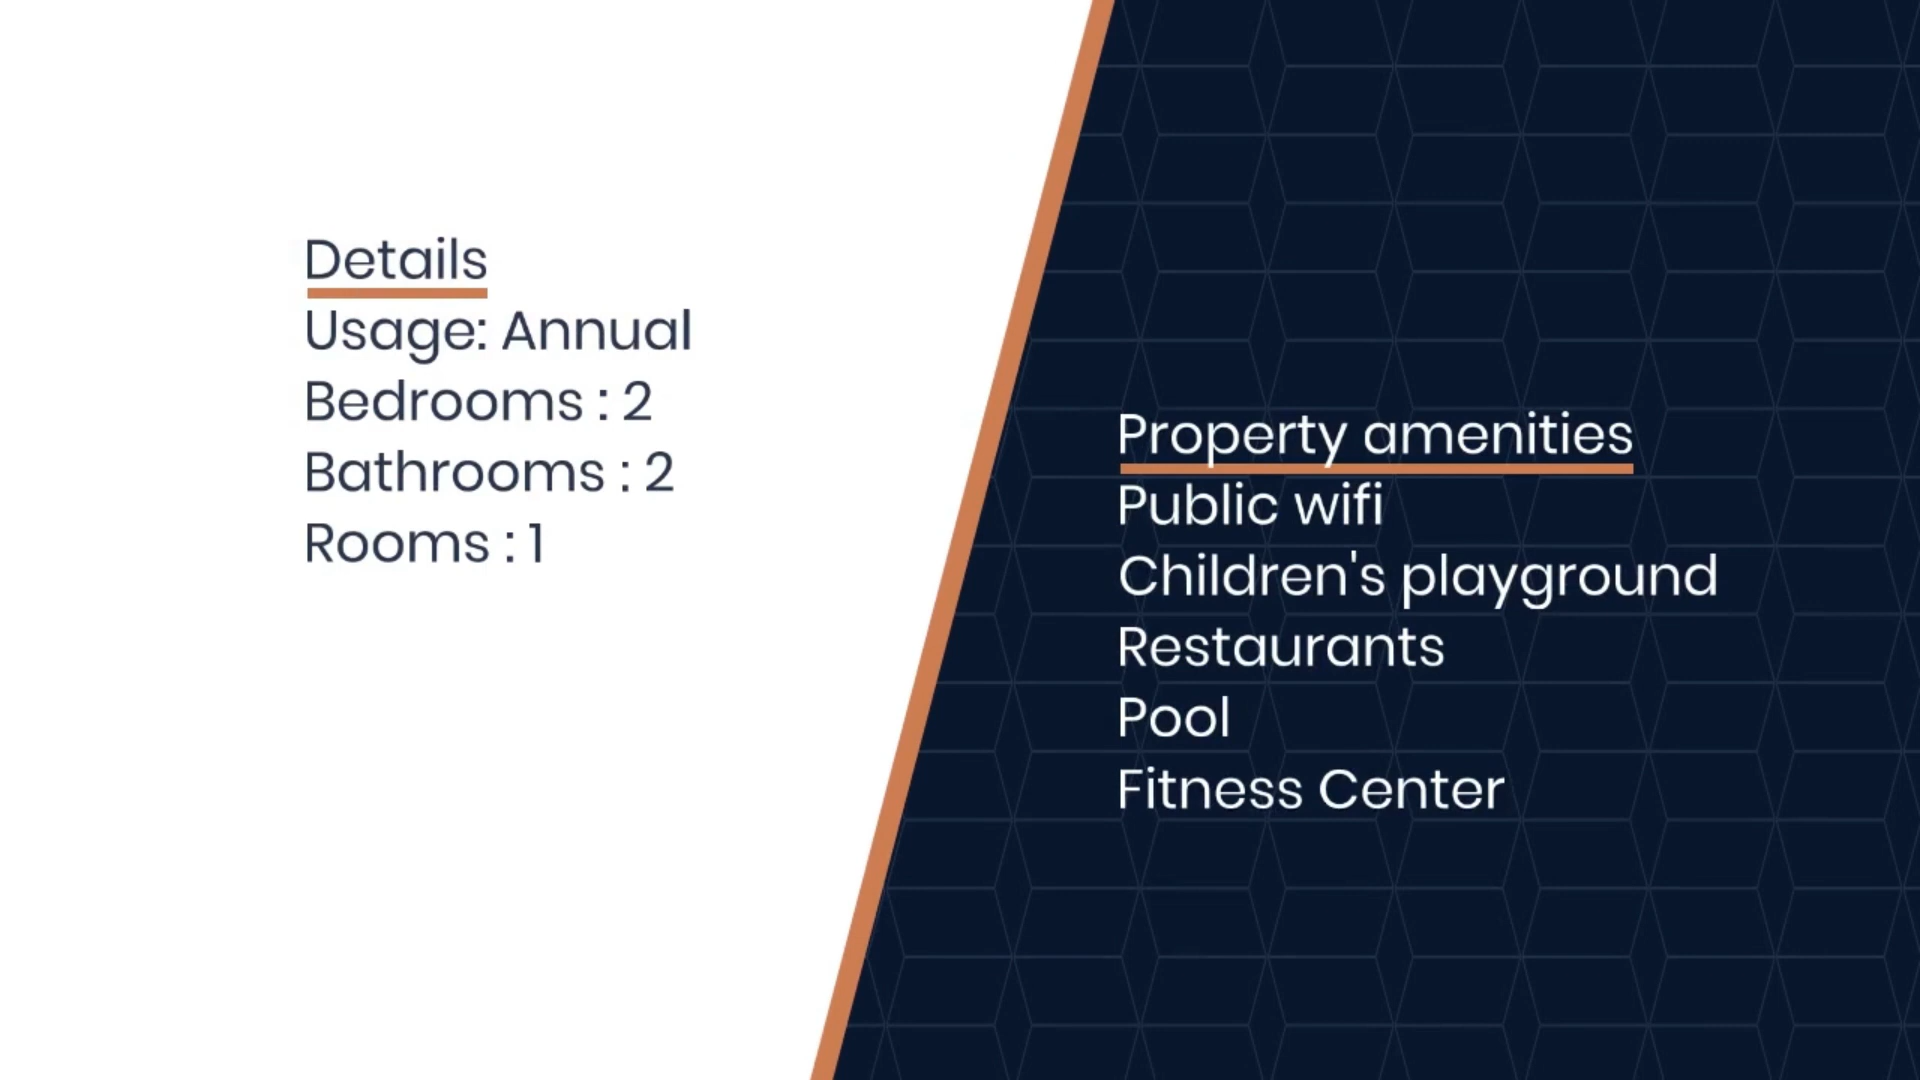 Details
Usage: Annual
Bedrooms : 2
Bathrooms : 2
Rooms : 1
Property amenities
Public wifi
Children's playground
Restaurants
Pool
Fitness Center